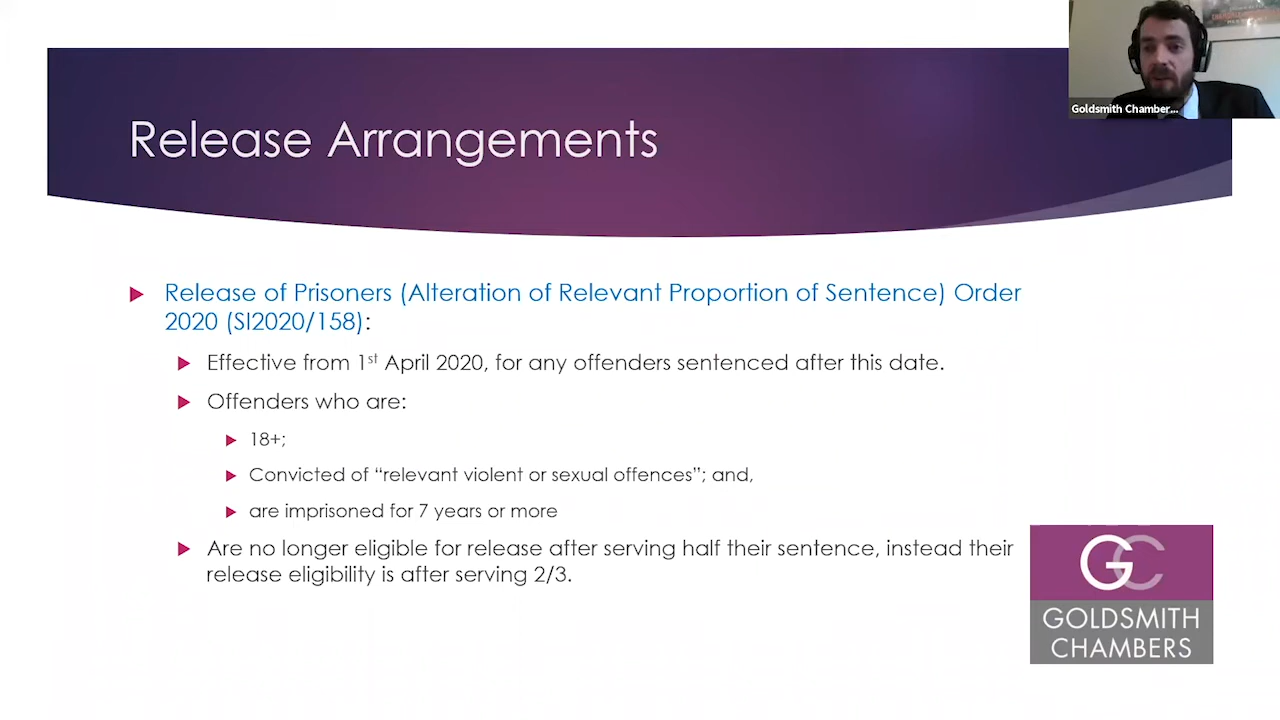 Goldsmith Chamber...
Release Arrangements
Release of Prisoners (Alteration of Relevant Proportion of Sentence) Order
2020 (SI2020/158):
Effective from 1st April 2020, for any offenders sentenced after this date.
Offenders who are:
18+;
Convicted of “relevant violent or sexual offences”; and,
are imprisoned for 7 years or more
Are no longer eligible for release after serving half their sentence, instead their
release eligibility is after serving 2/3.
GC
GOLDSMITH
CHAMBERS